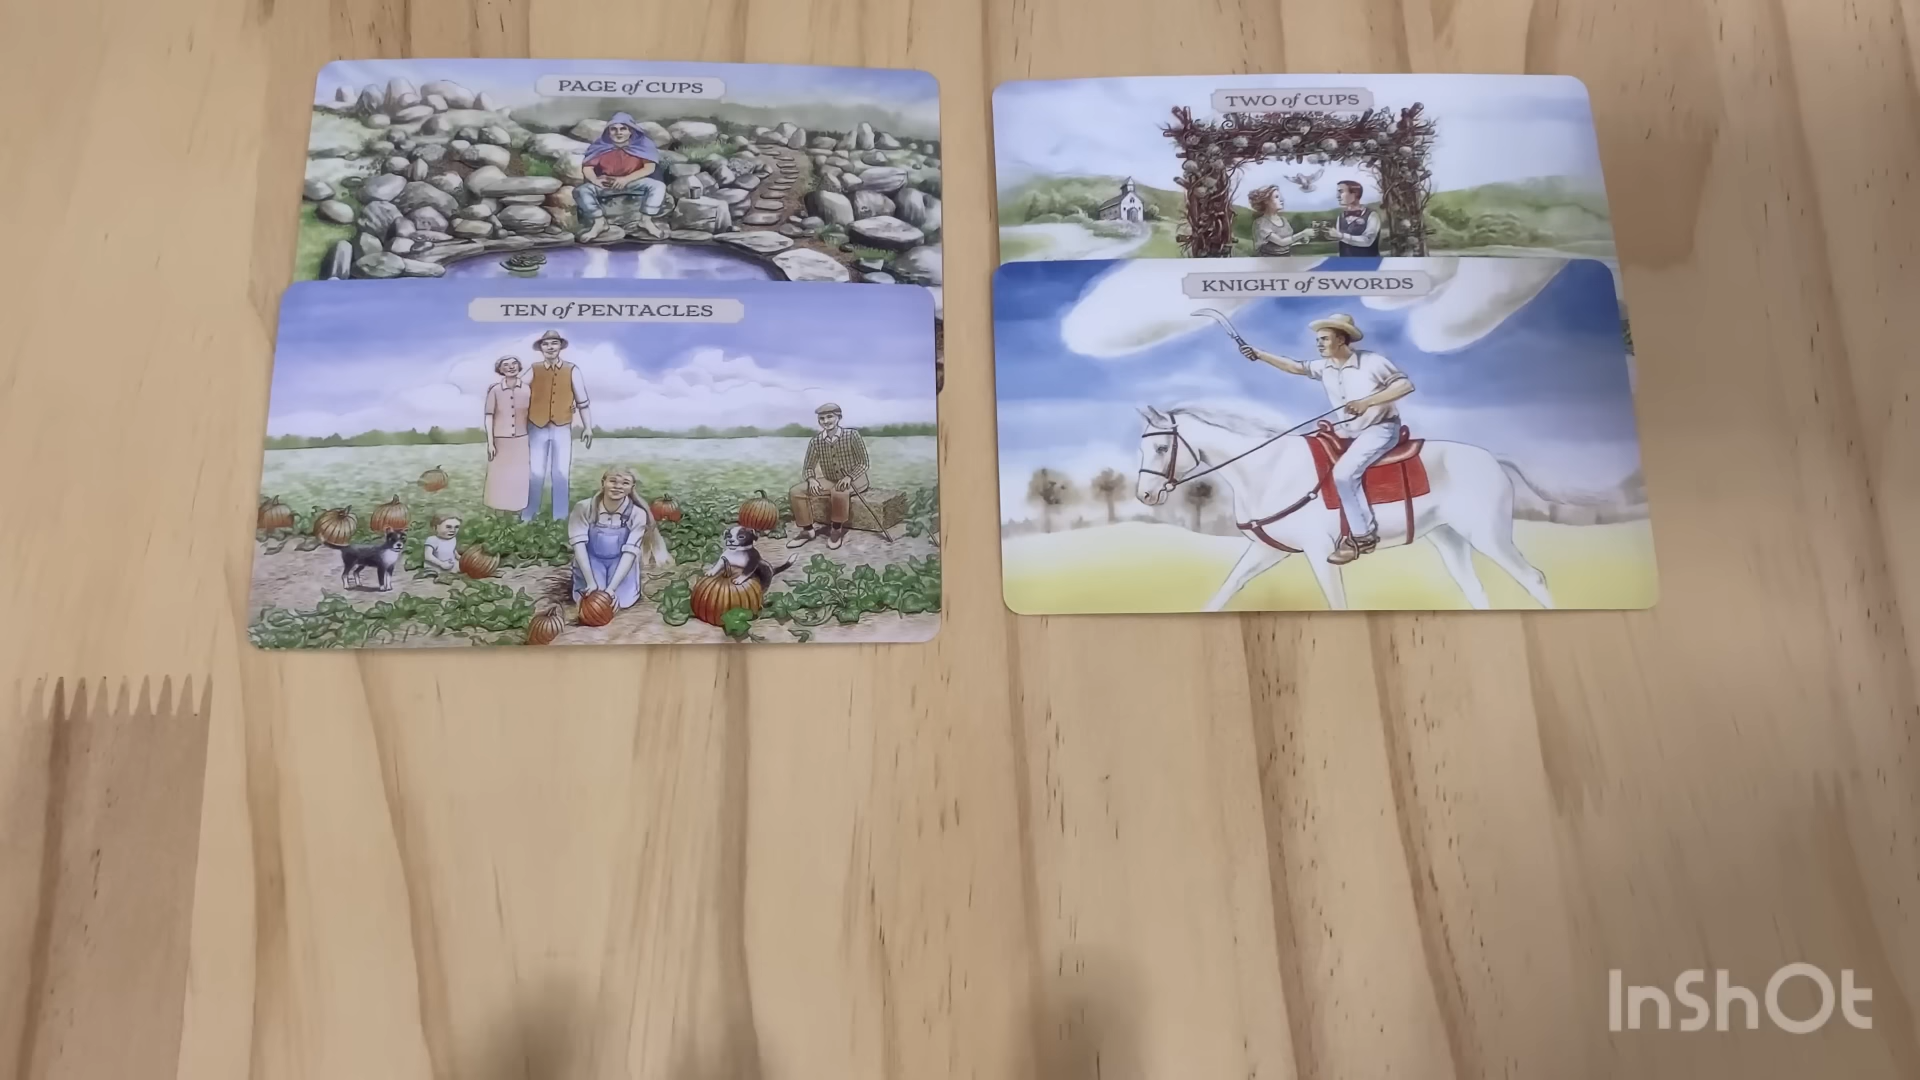 PAGE of CUPS
TWO of CUPS
TEN of PENTACLES
KNIGHT of SWORDS
InShOt